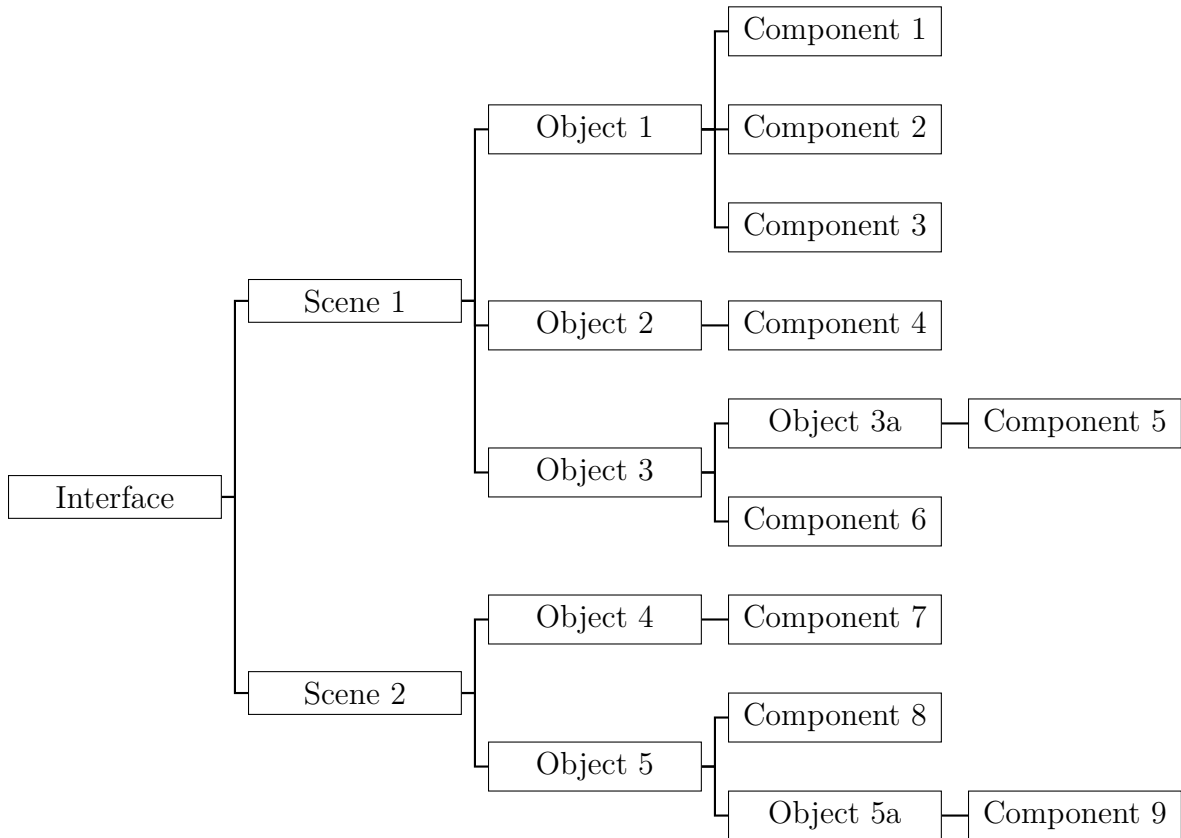 Component 1
Object 1
Component 2
Component 3
Scene 1
Object 2
Component 4
Object 3a
Component 5
Object 3
Interface
Component 6
Object 4
Component 7
Scene 2
Component 8
Object 5
Object 5a
Component 9